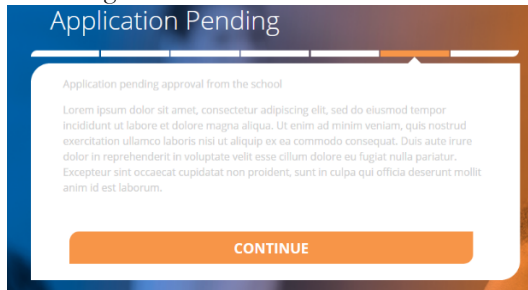 Application Pending
Application pending approval from the school
Lorem ipsum dolor sit amet, consectetur adipiscing elit, sed do eiusmod tempor
incididunt ut labore et dolore magna aliqua. Ut enim ad minim veniam, quis nostrud
exercitation ullamco laboris nisi ut aliquip ex ea commodo consequat. Duis aute irure
dolor in reprehenderit in voluptate velit esse cillum dolore eu fugiat nulla pariatur.
Excepteur sint occaecat cupidatat non proident, sunt in culpa qui officia deserunt mollit
anim id est laborum.
CONTINUE